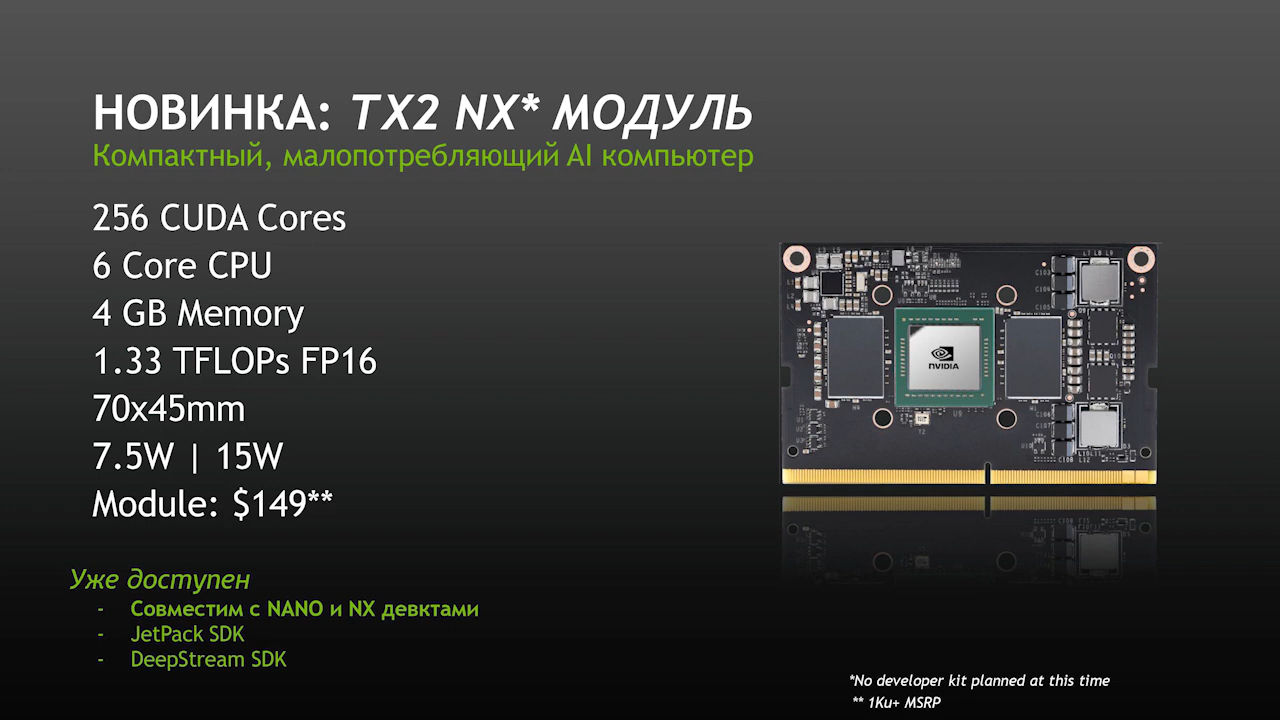 НОВИНКА: TX2 NX* МОДУЛЬ
Компактный, малопотребляющий AI компьютер
256 CUDA Cores
6 Core CPU
4 GB Memory
1.33 TFLOPs FP16
70x45mm
7.5W | 15W
Module: $149**
Уже доступен
- Совместим с NANO и NX девктами
- JetPack SDK
- DeepStream SDK
NVIDIA
*No developer kit planned at this time
** 1Ku+ MSRP